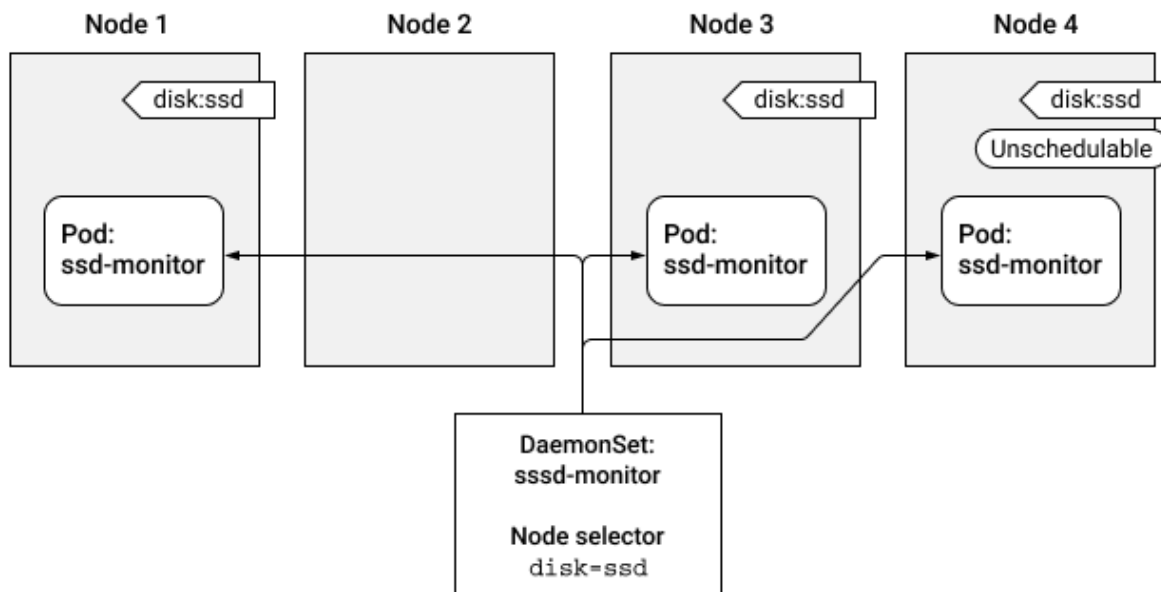 Node 1
Node 2
Node 3
Node 4
disk:ssd
disk:ssd
disk:ssd
Unschedulable
Pod:
ssd-monitor
Pod:
ssd-monitor
Pod:
ssd-monitor
DaemonSet:
sssd-monitor
Node selector
disk=ssd